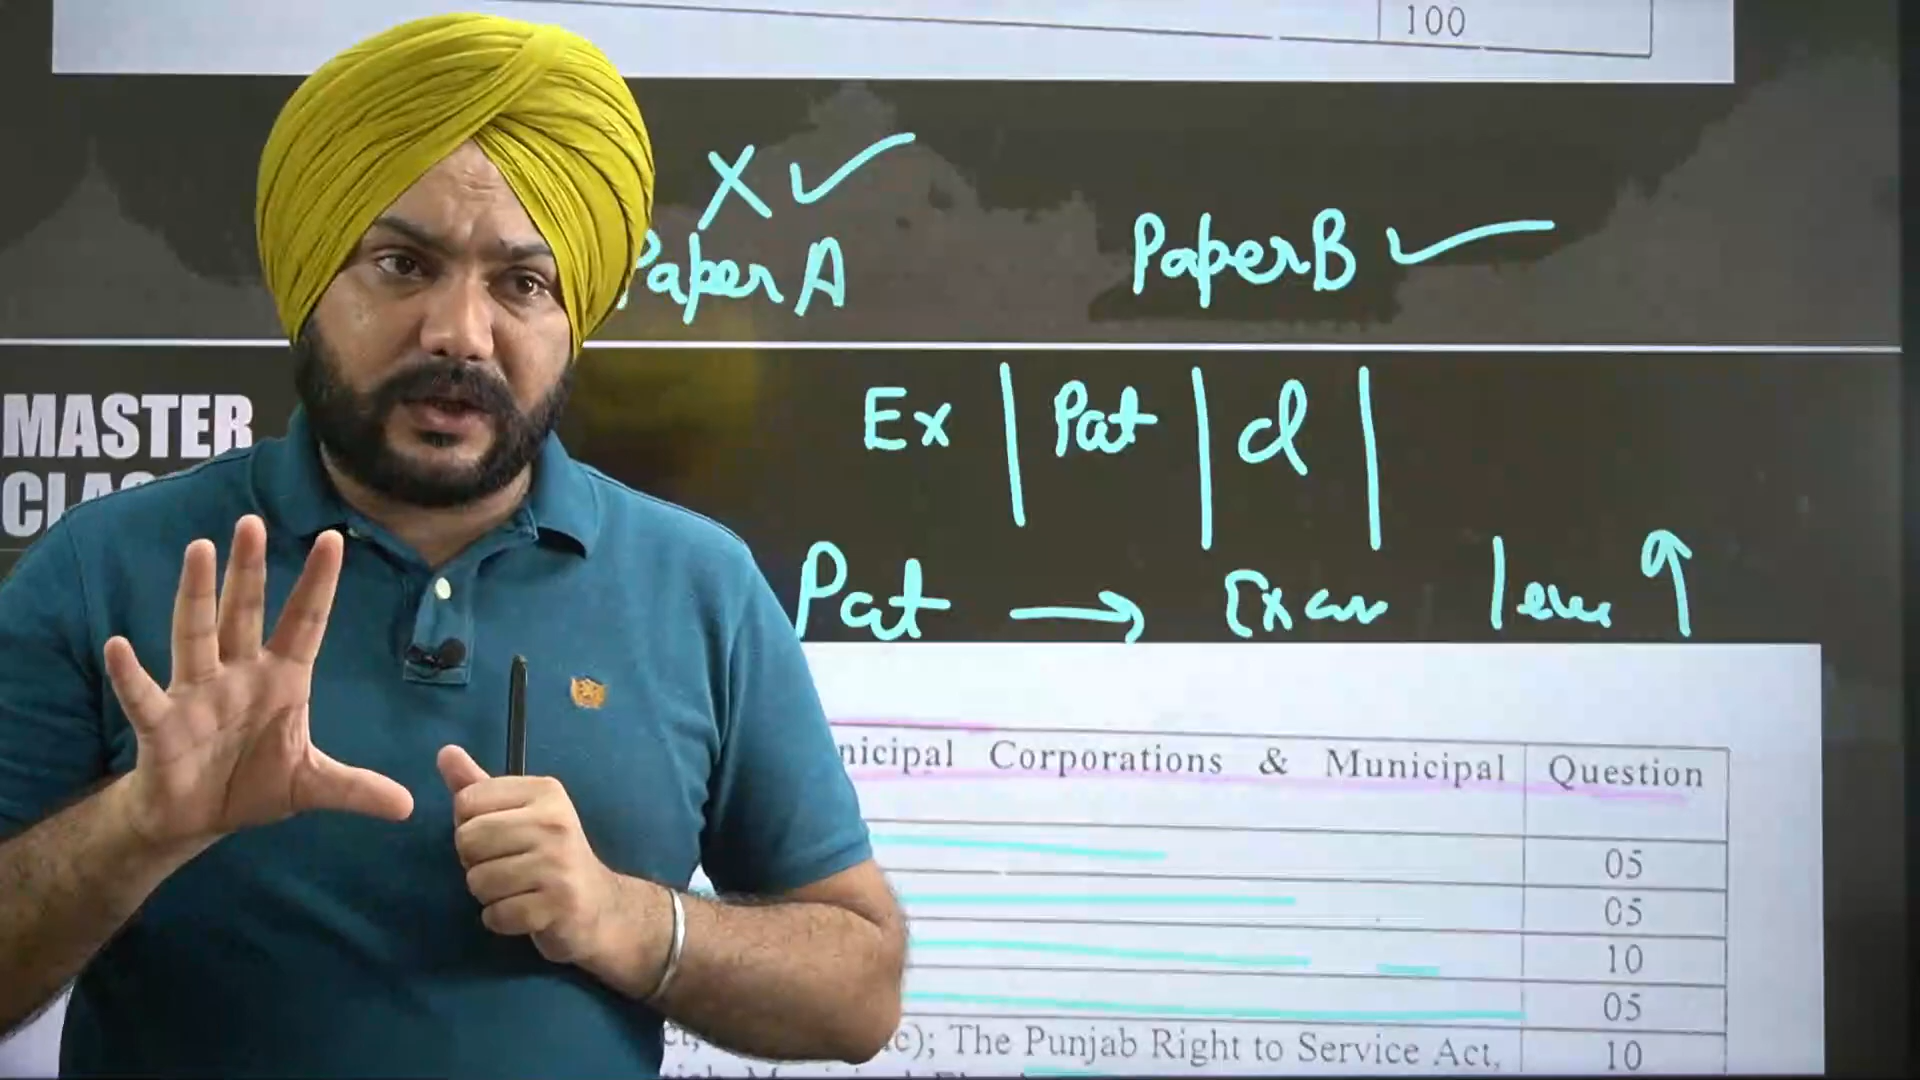 100
X ✓
Paper A
Paper B ✓
MASTER
Ex | Pat | d |
Pat → Exam level ↑
nicipal Corporations & Municipal Question
05
05
10
05
c); The Punjab Right to Service Act, 10